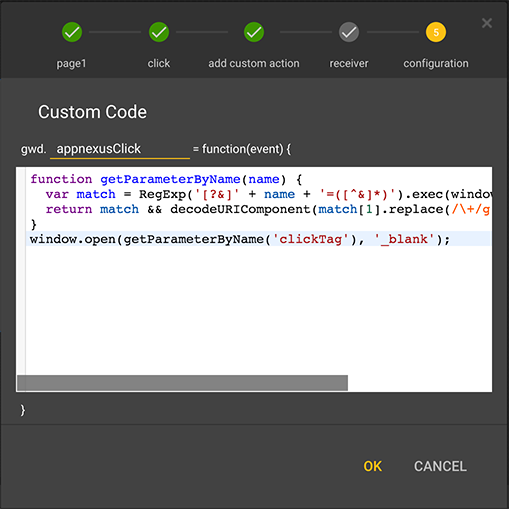 5
page1 click add custom action receiver configuration
Custom Code
gwd. appnexusClick = function(event) {
function getParameterByName(name) {
  var match = RegExp('[?&]' + name + '=([^&]*)').exec(window
  return match && decodeURIComponent(match[1].replace(/\+/g
}
window.open(getParameterByName('clickTag'), '_blank');
}
OK CANCEL